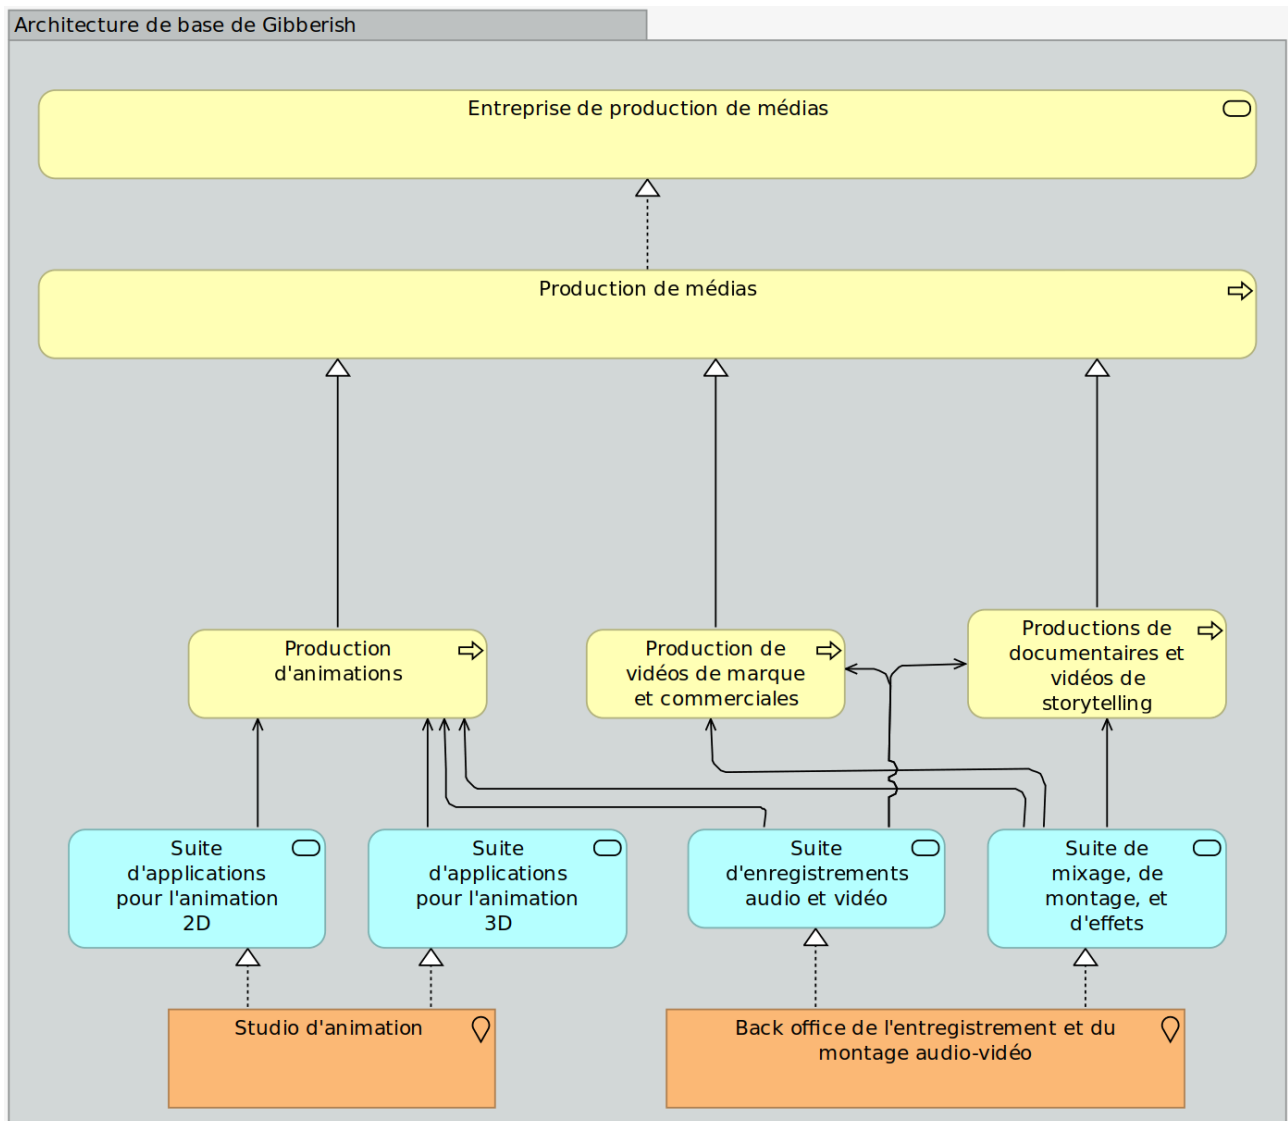 Architecture de base de Gibberish
Entreprise de production de médias
Production de médias
Production
d'animations
Production de
vidéos de marque
et commerciales
Productions de
documentaires et
vidéos de
storytelling
Suite
d'applications
pour l'animation
2D
Suite
d'applications
pour l'animation
3D
Suite
d'enregistrements
audio et vidéo
Suite de
mixage, de
montage, et
d'effets
Studio d'animation
Back office de l'entregistrement et du
montage audio-vidéo